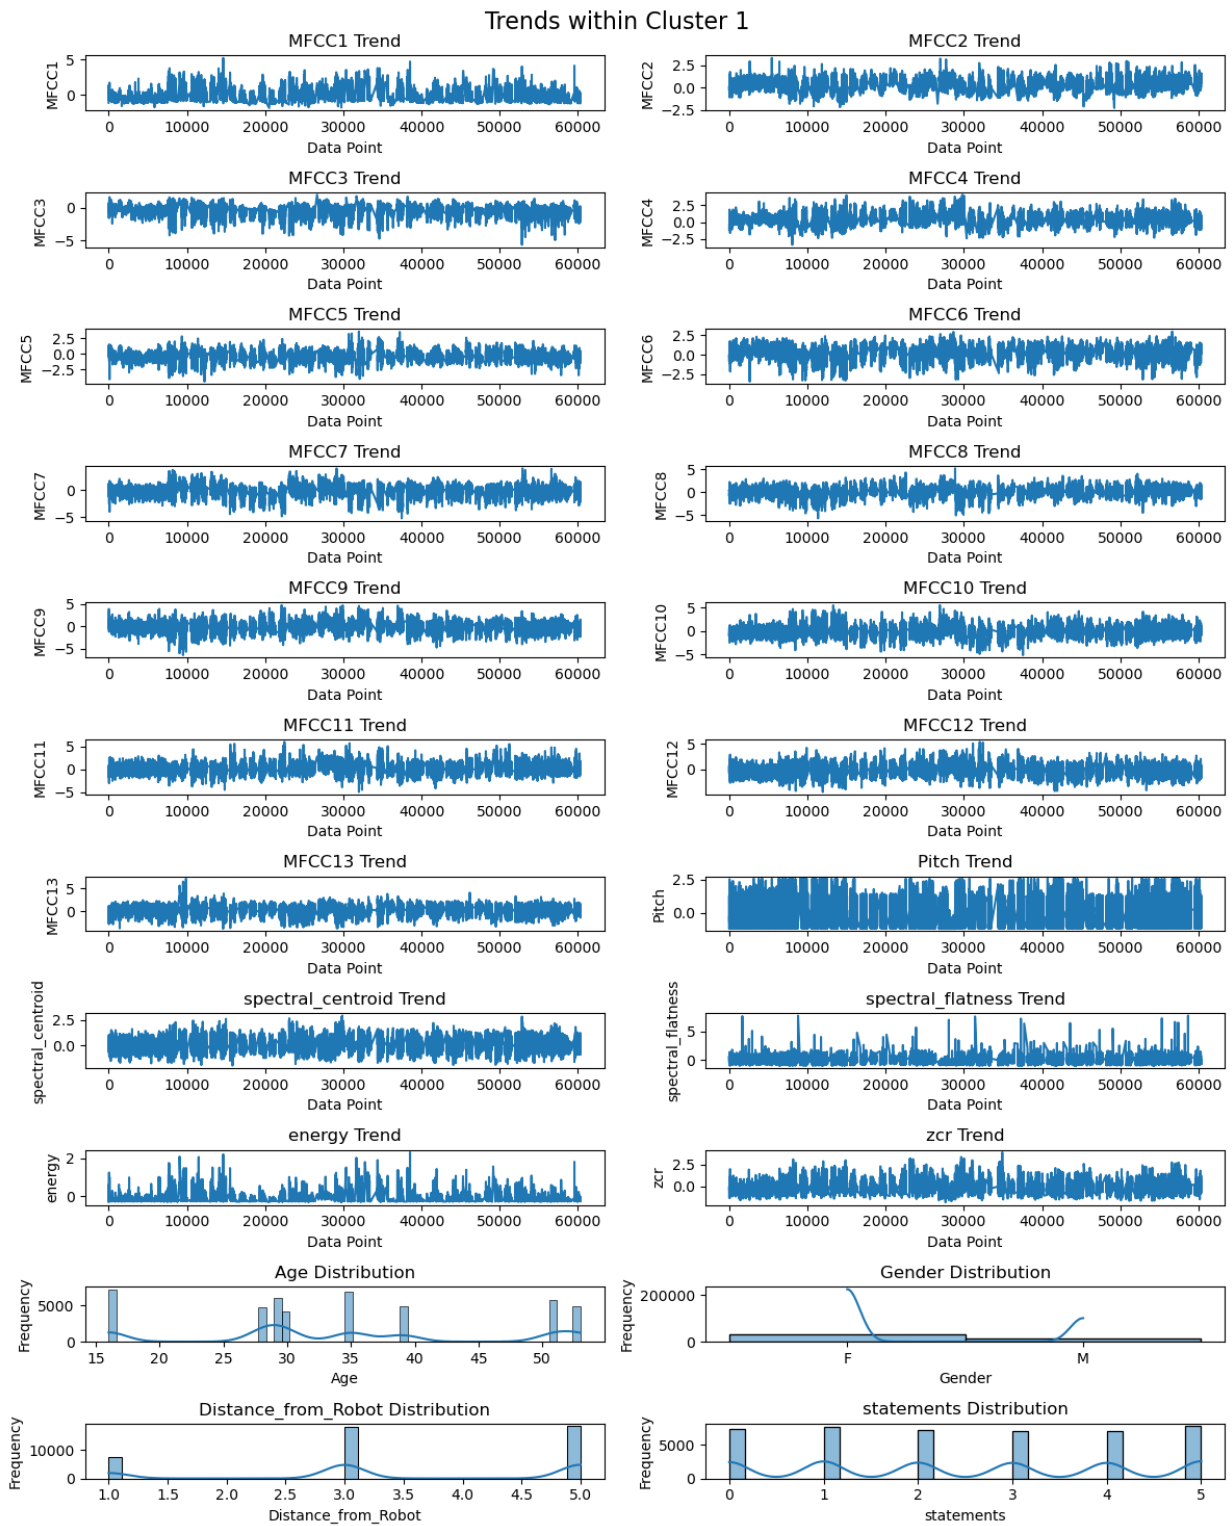 Trends within Cluster 1
MFCC1 Trend
MFCC1
5
0
0 10000 20000 30000 40000 50000 60000
Data Point
MFCC2 Trend
MFCC2
2.5
0.0
−2.5
0 10000 20000 30000 40000 50000 60000
Data Point
MFCC3 Trend
MFCC3
0
−5
0 10000 20000 30000 40000 50000 60000
Data Point
MFCC4 Trend
MFCC4
2.5
0.0
−2.5
0 10000 20000 30000 40000 50000 60000
Data Point
MFCC5 Trend
MFCC5
2.5
0.0
−2.5
0 10000 20000 30000 40000 50000 60000
Data Point
MFCC6 Trend
MFCC6
2.5
0.0
−2.5
0 10000 20000 30000 40000 50000 60000
Data Point
MFCC7 Trend
MFCC7
0
−5
0 10000 20000 30000 40000 50000 60000
Data Point
MFCC8 Trend
MFCC8
5
0
−5
0 10000 20000 30000 40000 50000 60000
Data Point
MFCC9 Trend
MFCC9
5
0
−5
0 10000 20000 30000 40000 50000 60000
Data Point
MFCC10 Trend
MFCC10
5
0
−5
0 10000 20000 30000 40000 50000 60000
Data Point
MFCC11 Trend
MFCC11
5
0
−5
0 10000 20000 30000 40000 50000 60000
Data Point
MFCC12 Trend
MFCC12
5
0
0 10000 20000 30000 40000 50000 60000
Data Point
MFCC13 Trend
MFCC13
5
0
0 10000 20000 30000 40000 50000 60000
Data Point
Pitch Trend
Pitch
2.5
0.0
0 10000 20000 30000 40000 50000 60000
Data Point
spectral_centroid Trend
spectral_centroid
2.5
0.0
0 10000 20000 30000 40000 50000 60000
Data Point
spectral_flatness Trend
spectral_flatness
5
0
0 10000 20000 30000 40000 50000 60000
Data Point
energy Trend
energy
2
0
0 10000 20000 30000 40000 50000 60000
Data Point
zcr Trend
zcr
2.5
0.0
0 10000 20000 30000 40000 50000 60000
Data Point
Age Distribution
Frequency
5000
0
15 20 25 30 35 40 45 50
Age
Gender Distribution
Frequency
200000
0
F M
Gender
Distance_from_Robot Distribution
Frequency
10000
0
1.0 1.5 2.0 2.5 3.0 3.5 4.0 4.5 5.0
Distance_from_Robot
statements Distribution
Frequency
5000
0
0 1 2 3 4 5
statements